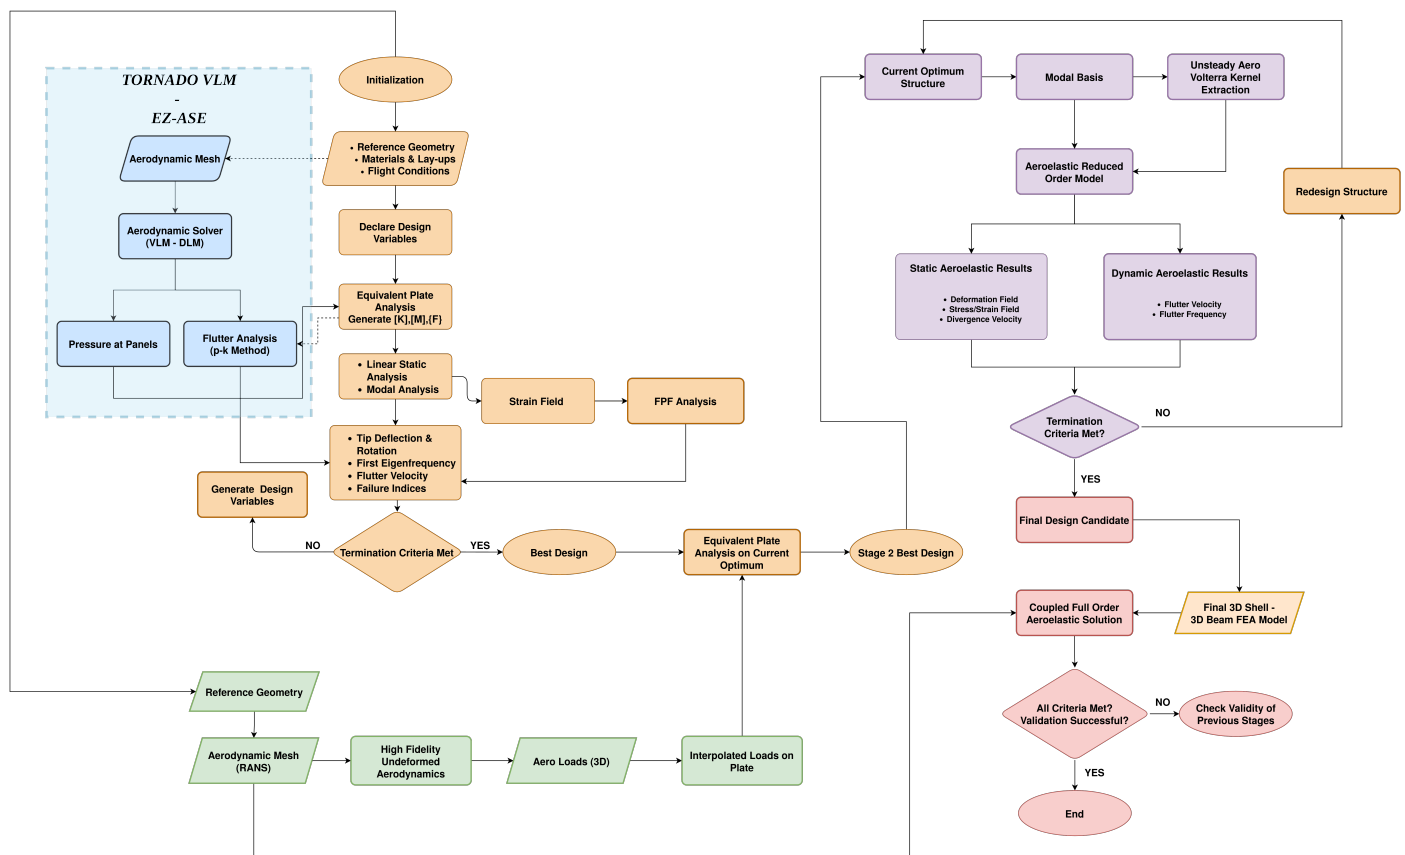 TORNADO VLM
-
EZ-ASE
Aerodynamic Mesh
Aerodynamic Solver
(VLM - DLM)
Pressure at Panels
Flutter Analysis
(p-k Method)
Initialization
• Reference Geometry
• Materials & Lay-ups
• Flight Conditions
Declare Design
Variables
Equivalent Plate
Analysis
Generate [K],[M],{F}
• Linear Static
Analysis
• Modal Analysis
Strain Field
FPF Analysis
• Tip Deflection &
Rotation
• First Eigenfrequency
• Flutter Velocity
• Failure Indices
Generate Design
Variables
NO
Termination Criteria Met
YES
Best Design
Equivalent Plate
Analysis on Current
Optimum
Stage 2 Best Design
Reference Geometry
Aerodynamic Mesh
(RANS)
High Fidelity
Undeformed
Aerodynamics
Aero Loads (3D)
Interpolated Loads on
Plate
Current Optimum
Structure
Modal Basis
Unsteady Aero
Volterra Kernel
Extraction
Aeroelastic Reduced
Order Model
Redesign Structure
Static Aeroelastic Results
• Deformation Field
• Stress/Strain Field
• Divergence Velocity
Dynamic Aeroelastic Results
• Flutter Velocity
• Flutter Frequency
Termination
Criteria Met?
NO
YES
Final Design Candidate
Coupled Full Order
Aeroelastic Solution
Final 3D Shell -
3D Beam FEA Model
All Criteria Met?
Validation Successful?
NO
Check Validity of
Previous Stages
YES
End